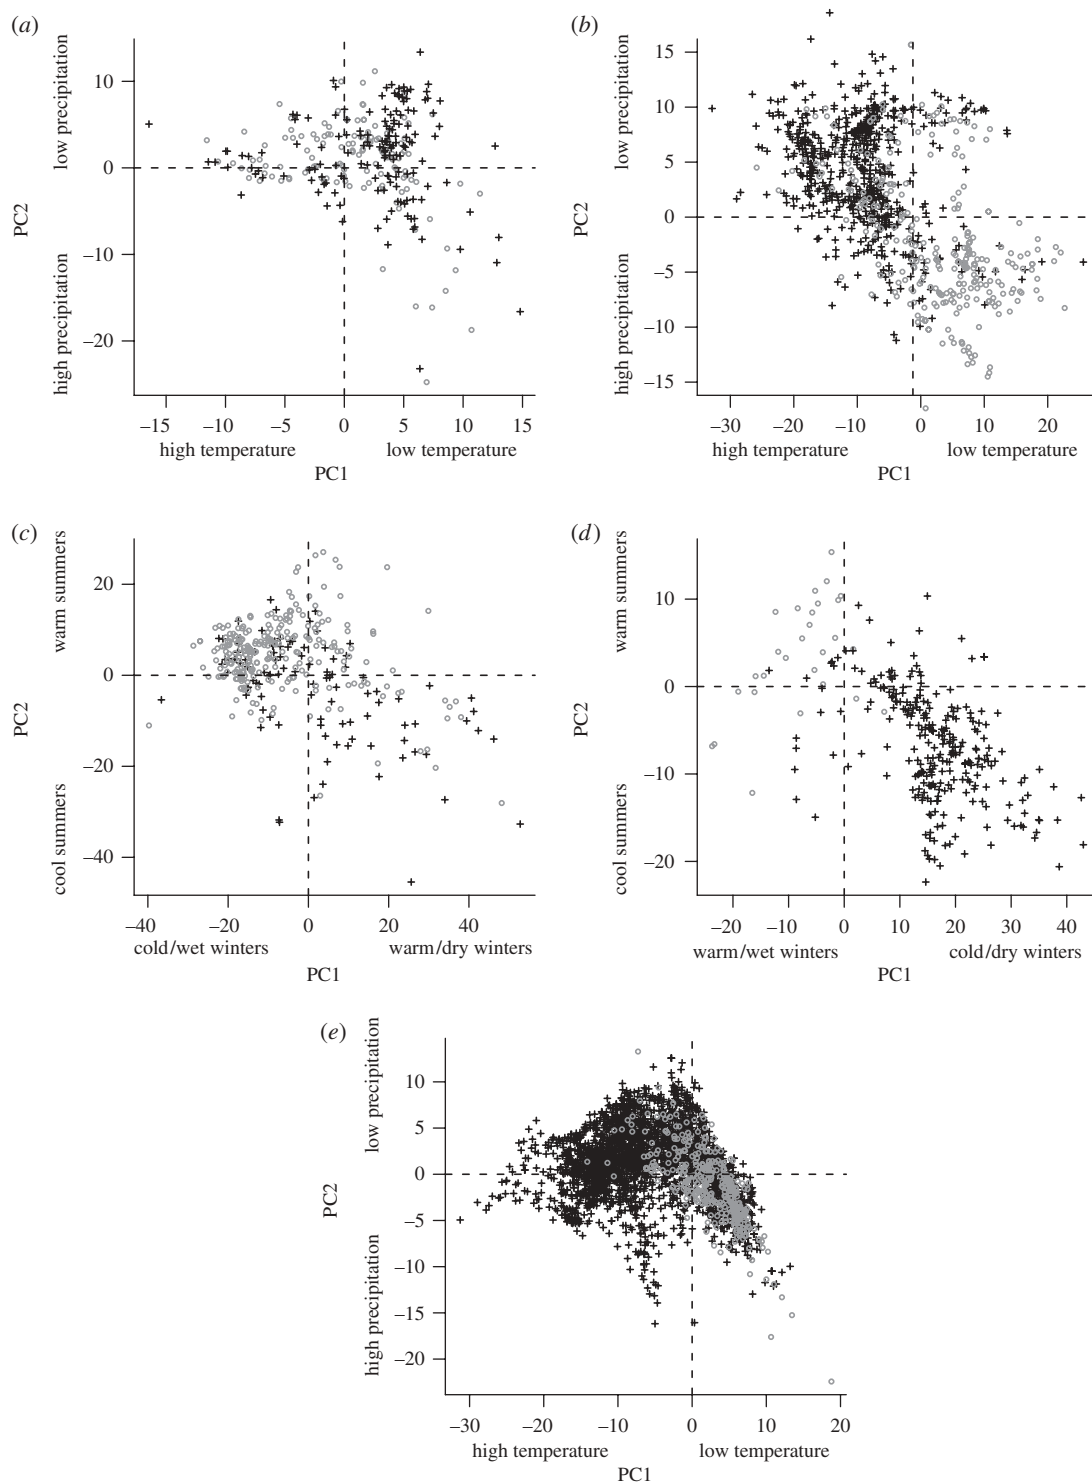 (a)
low precipitation
high precipitation
PC2
10
0
−10
−20
−15 −10 −5 0 5 10 15
high temperature low temperature
PC1
(b)
low precipitation
high precipitation
PC2
15
10
5
0
−5
−10
−15
−30 −20 −10 0 10 20
high temperature low temperature
PC1
(c)
warm summers
cool summers
PC2
20
0
−20
−40
−40 −20 0 20 40
cold/wet winters warm/dry winters
PC1
(d)
warm summers
cool summers
PC2
10
0
−10
−20
−20 −10 0 10 20 30 40
warm/wet winters cold/dry winters
PC1
(e)
low precipitation
high precipitation
PC2
10
5
0
−5
−10
−15
−20
−30 −20 −10 0 10 20
high temperature low temperature
PC1